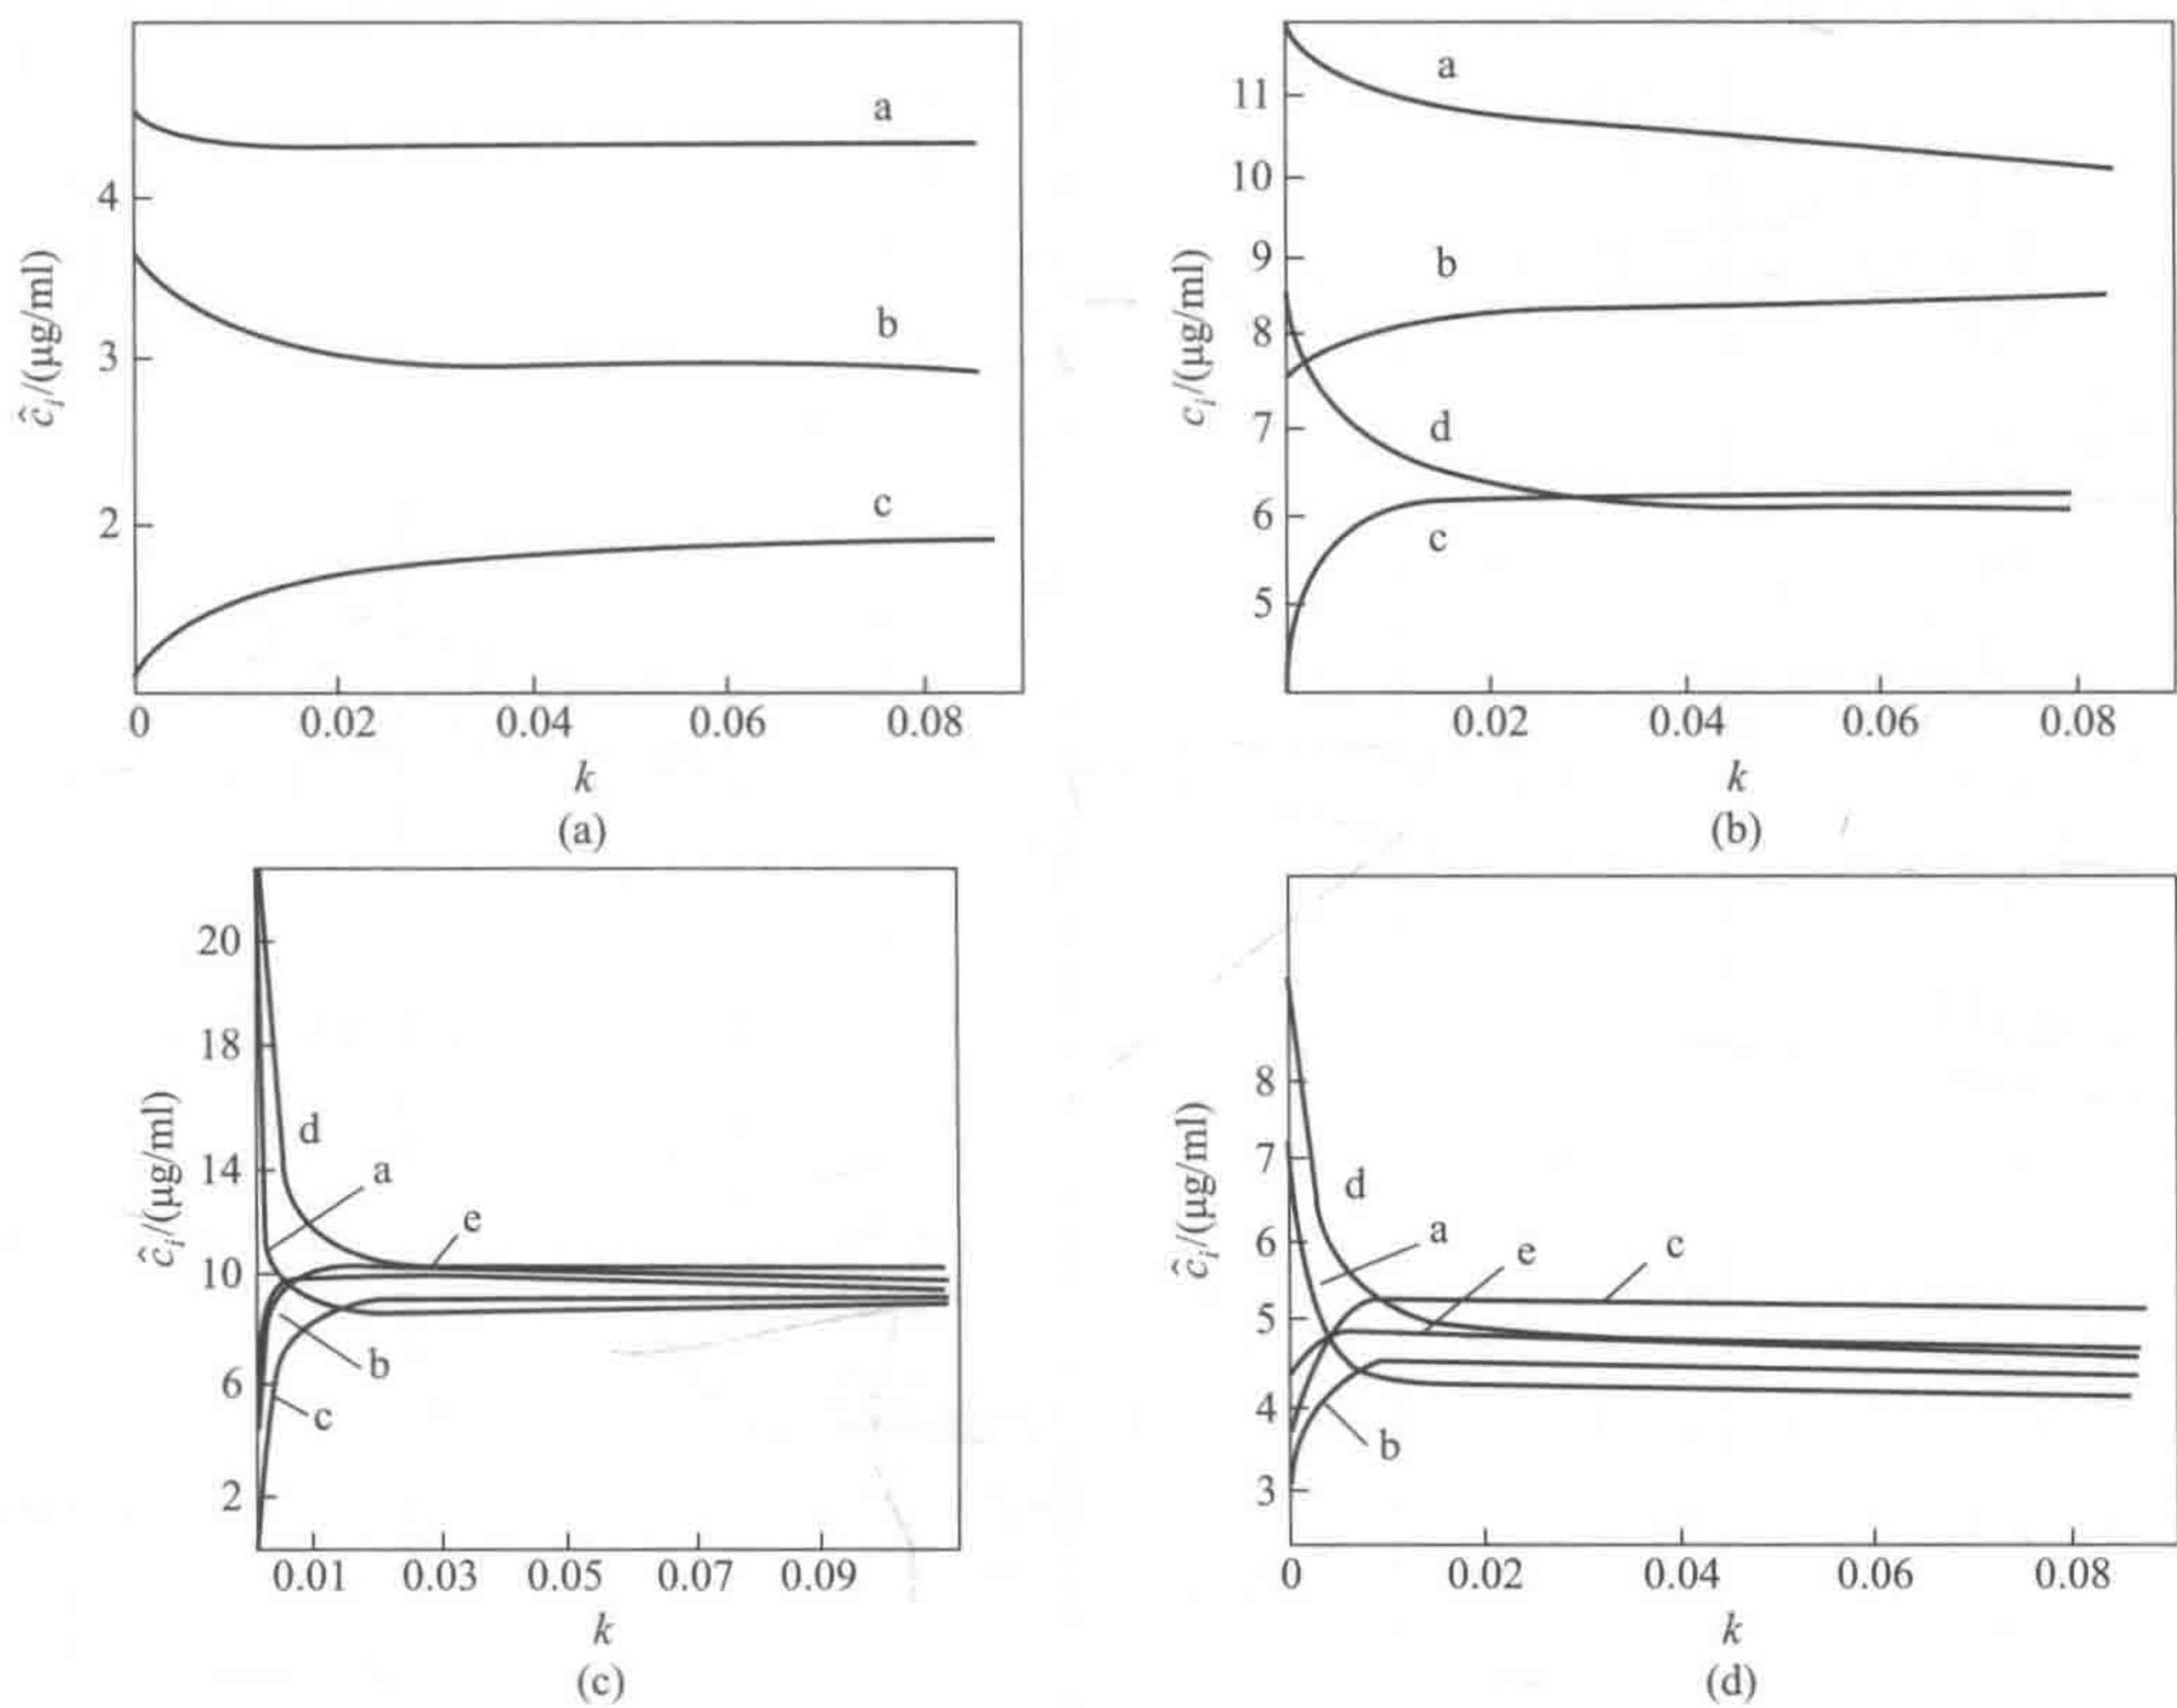 ĉᵢ/(μg/ml)
4
3
2
a
b
c
0 0.02 0.04 0.06 0.08
k
(a)
cᵢ/(μg/ml)
11
10
9
8
7
6
5
a
b
d
c
0.02 0.04 0.06 0.08
k
(b)
ĉᵢ/(μg/ml)
20
18
14
10
6
2
d
a
e
b
c
0.01 0.03 0.05 0.07 0.09
k
(c)
ĉᵢ/(μg/ml)
8
7
6
5
4
3
d
a
e
c
b
0 0.02 0.04 0.06 0.08
k
(d)